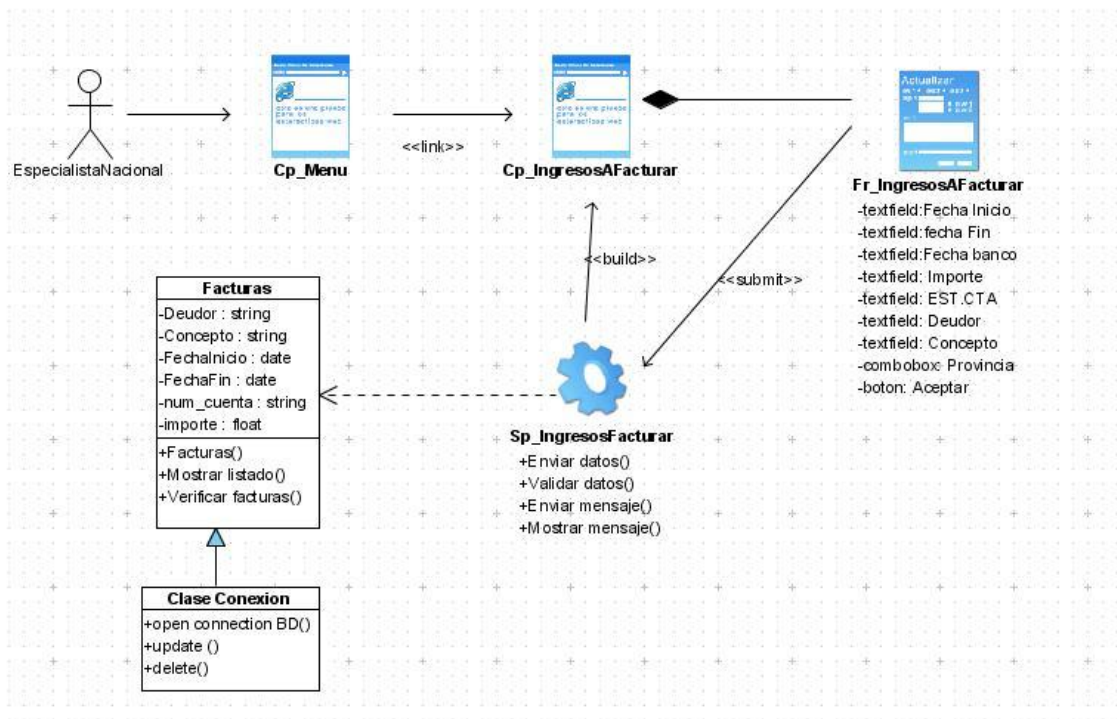 EspecialistaNacional
Cp_Menu
<<link>>
Cp_IngresosAFacturar
Actualizar
Fr_IngresosAFacturar
-textfield:Fecha Inicio
-textfield:fecha Fin
-textfield:Fecha banco
-textfield: Importe
-textfield: EST.CTA
-textfield: Deudor
-textfield: Concepto
-combobox: Provincia
-boton: Aceptar
<<build>>
<<submit>>
Facturas
-Deudor : string
-Concepto : string
-FechaInicio : date
-FechaFin : date
-num_cuenta : string
-importe : float
+Facturas()
+Mostrar listado()
+Verificar facturas()
Sp_IngresosFacturar
+Enviar datos()
+Validar datos()
+Enviar mensaje()
+Mostrar mensaje()
Clase Conexion
+open connection BD()
+update ()
+delete()